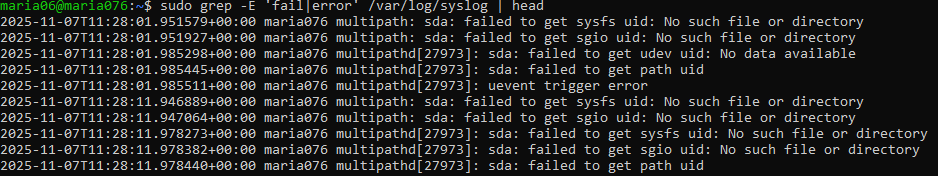 maria06@maria076:~$ sudo grep -E 'fail|error' /var/log/syslog | head
2025-11-07T11:28:01.951579+00:00 maria076 multipath: sda: failed to get sysfs uid: No such file or directory
2025-11-07T11:28:01.951927+00:00 maria076 multipath: sda: failed to get sgio uid: No such file or directory
2025-11-07T11:28:01.985298+00:00 maria076 multipathd[27973]: sda: failed to get udev uid: No data available
2025-11-07T11:28:01.985445+00:00 maria076 multipathd[27973]: sda: failed to get path uid
2025-11-07T11:28:01.985511+00:00 maria076 multipathd[27973]: uevent trigger error
2025-11-07T11:28:11.946889+00:00 maria076 multipath: sda: failed to get sysfs uid: No such file or directory
2025-11-07T11:28:11.947064+00:00 maria076 multipath: sda: failed to get sgio uid: No such file or directory
2025-11-07T11:28:11.978273+00:00 maria076 multipathd[27973]: sda: failed to get sysfs uid: No such file or directory
2025-11-07T11:28:11.978382+00:00 maria076 multipathd[27973]: sda: failed to get sgio uid: No such file or directory
2025-11-07T11:28:11.978440+00:00 maria076 multipathd[27973]: sda: failed to get path uid